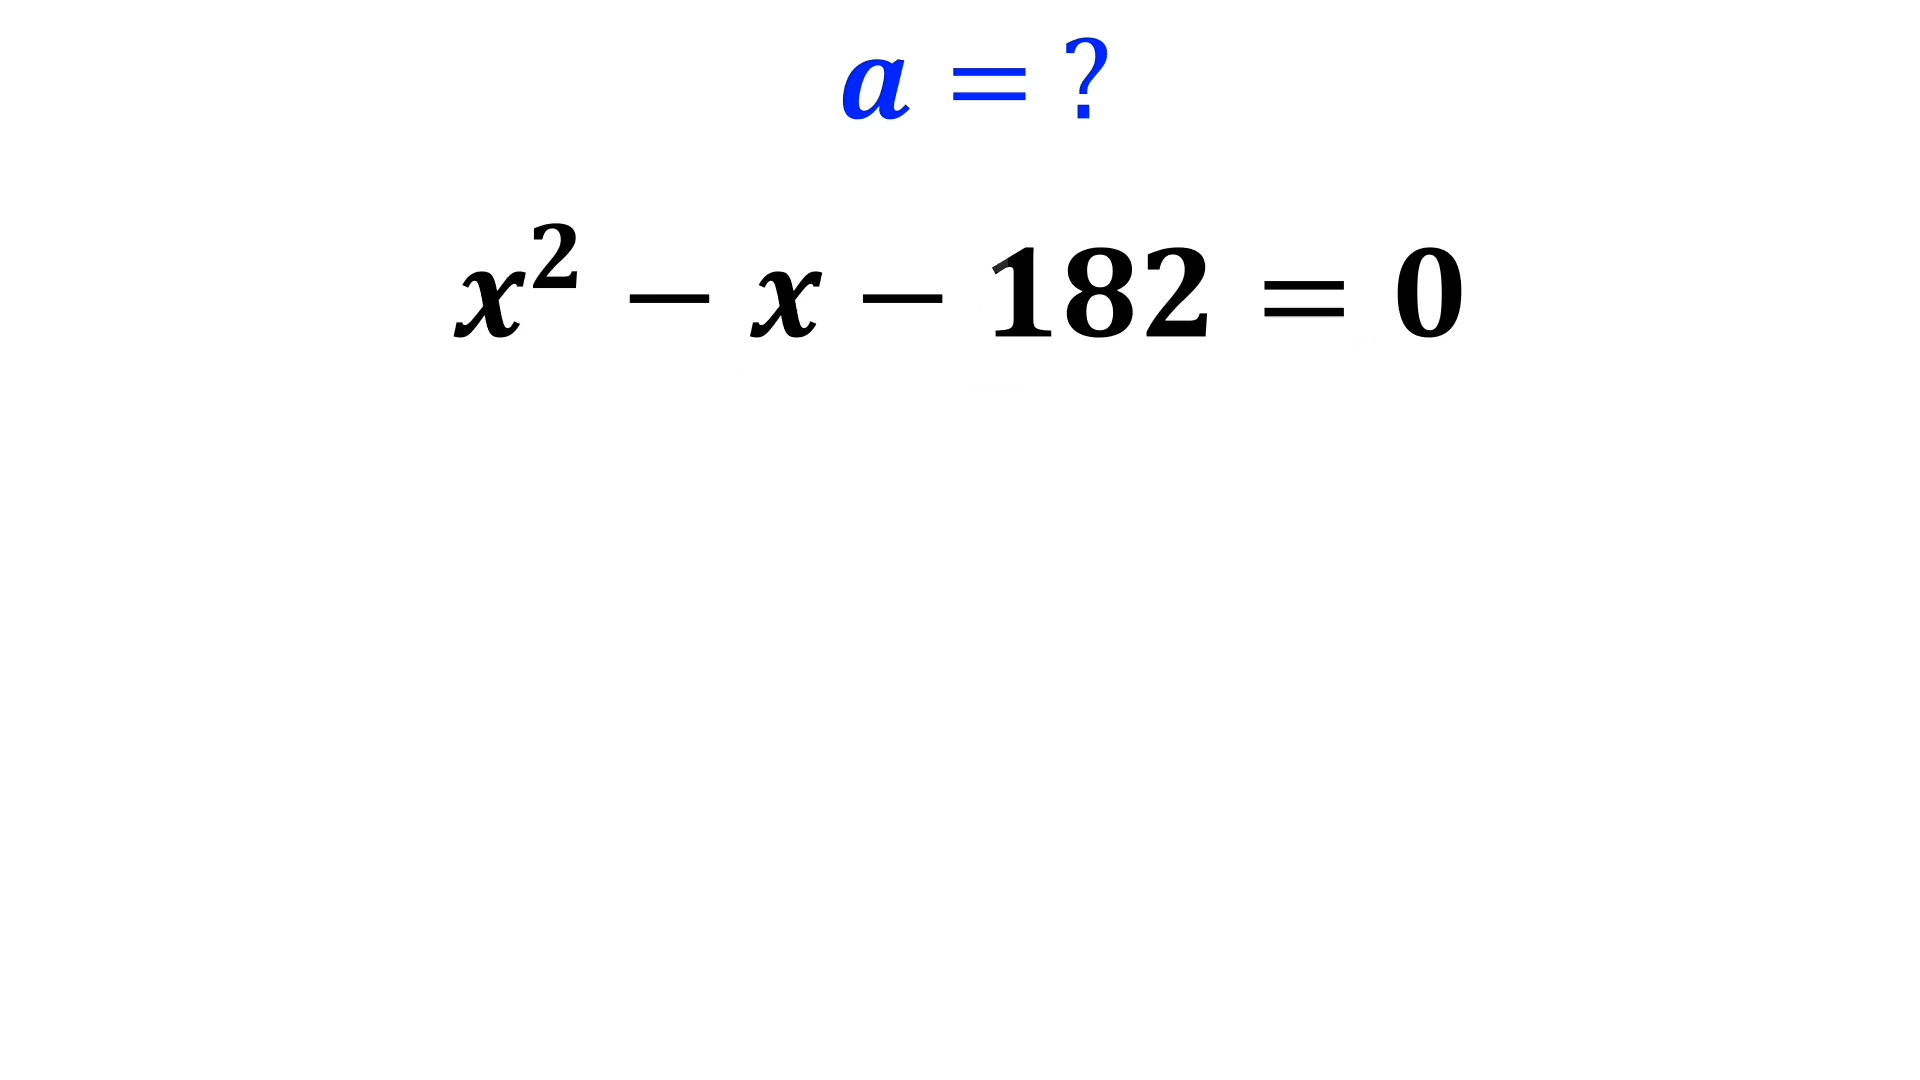 a = ?
x² − x − 182 = 0